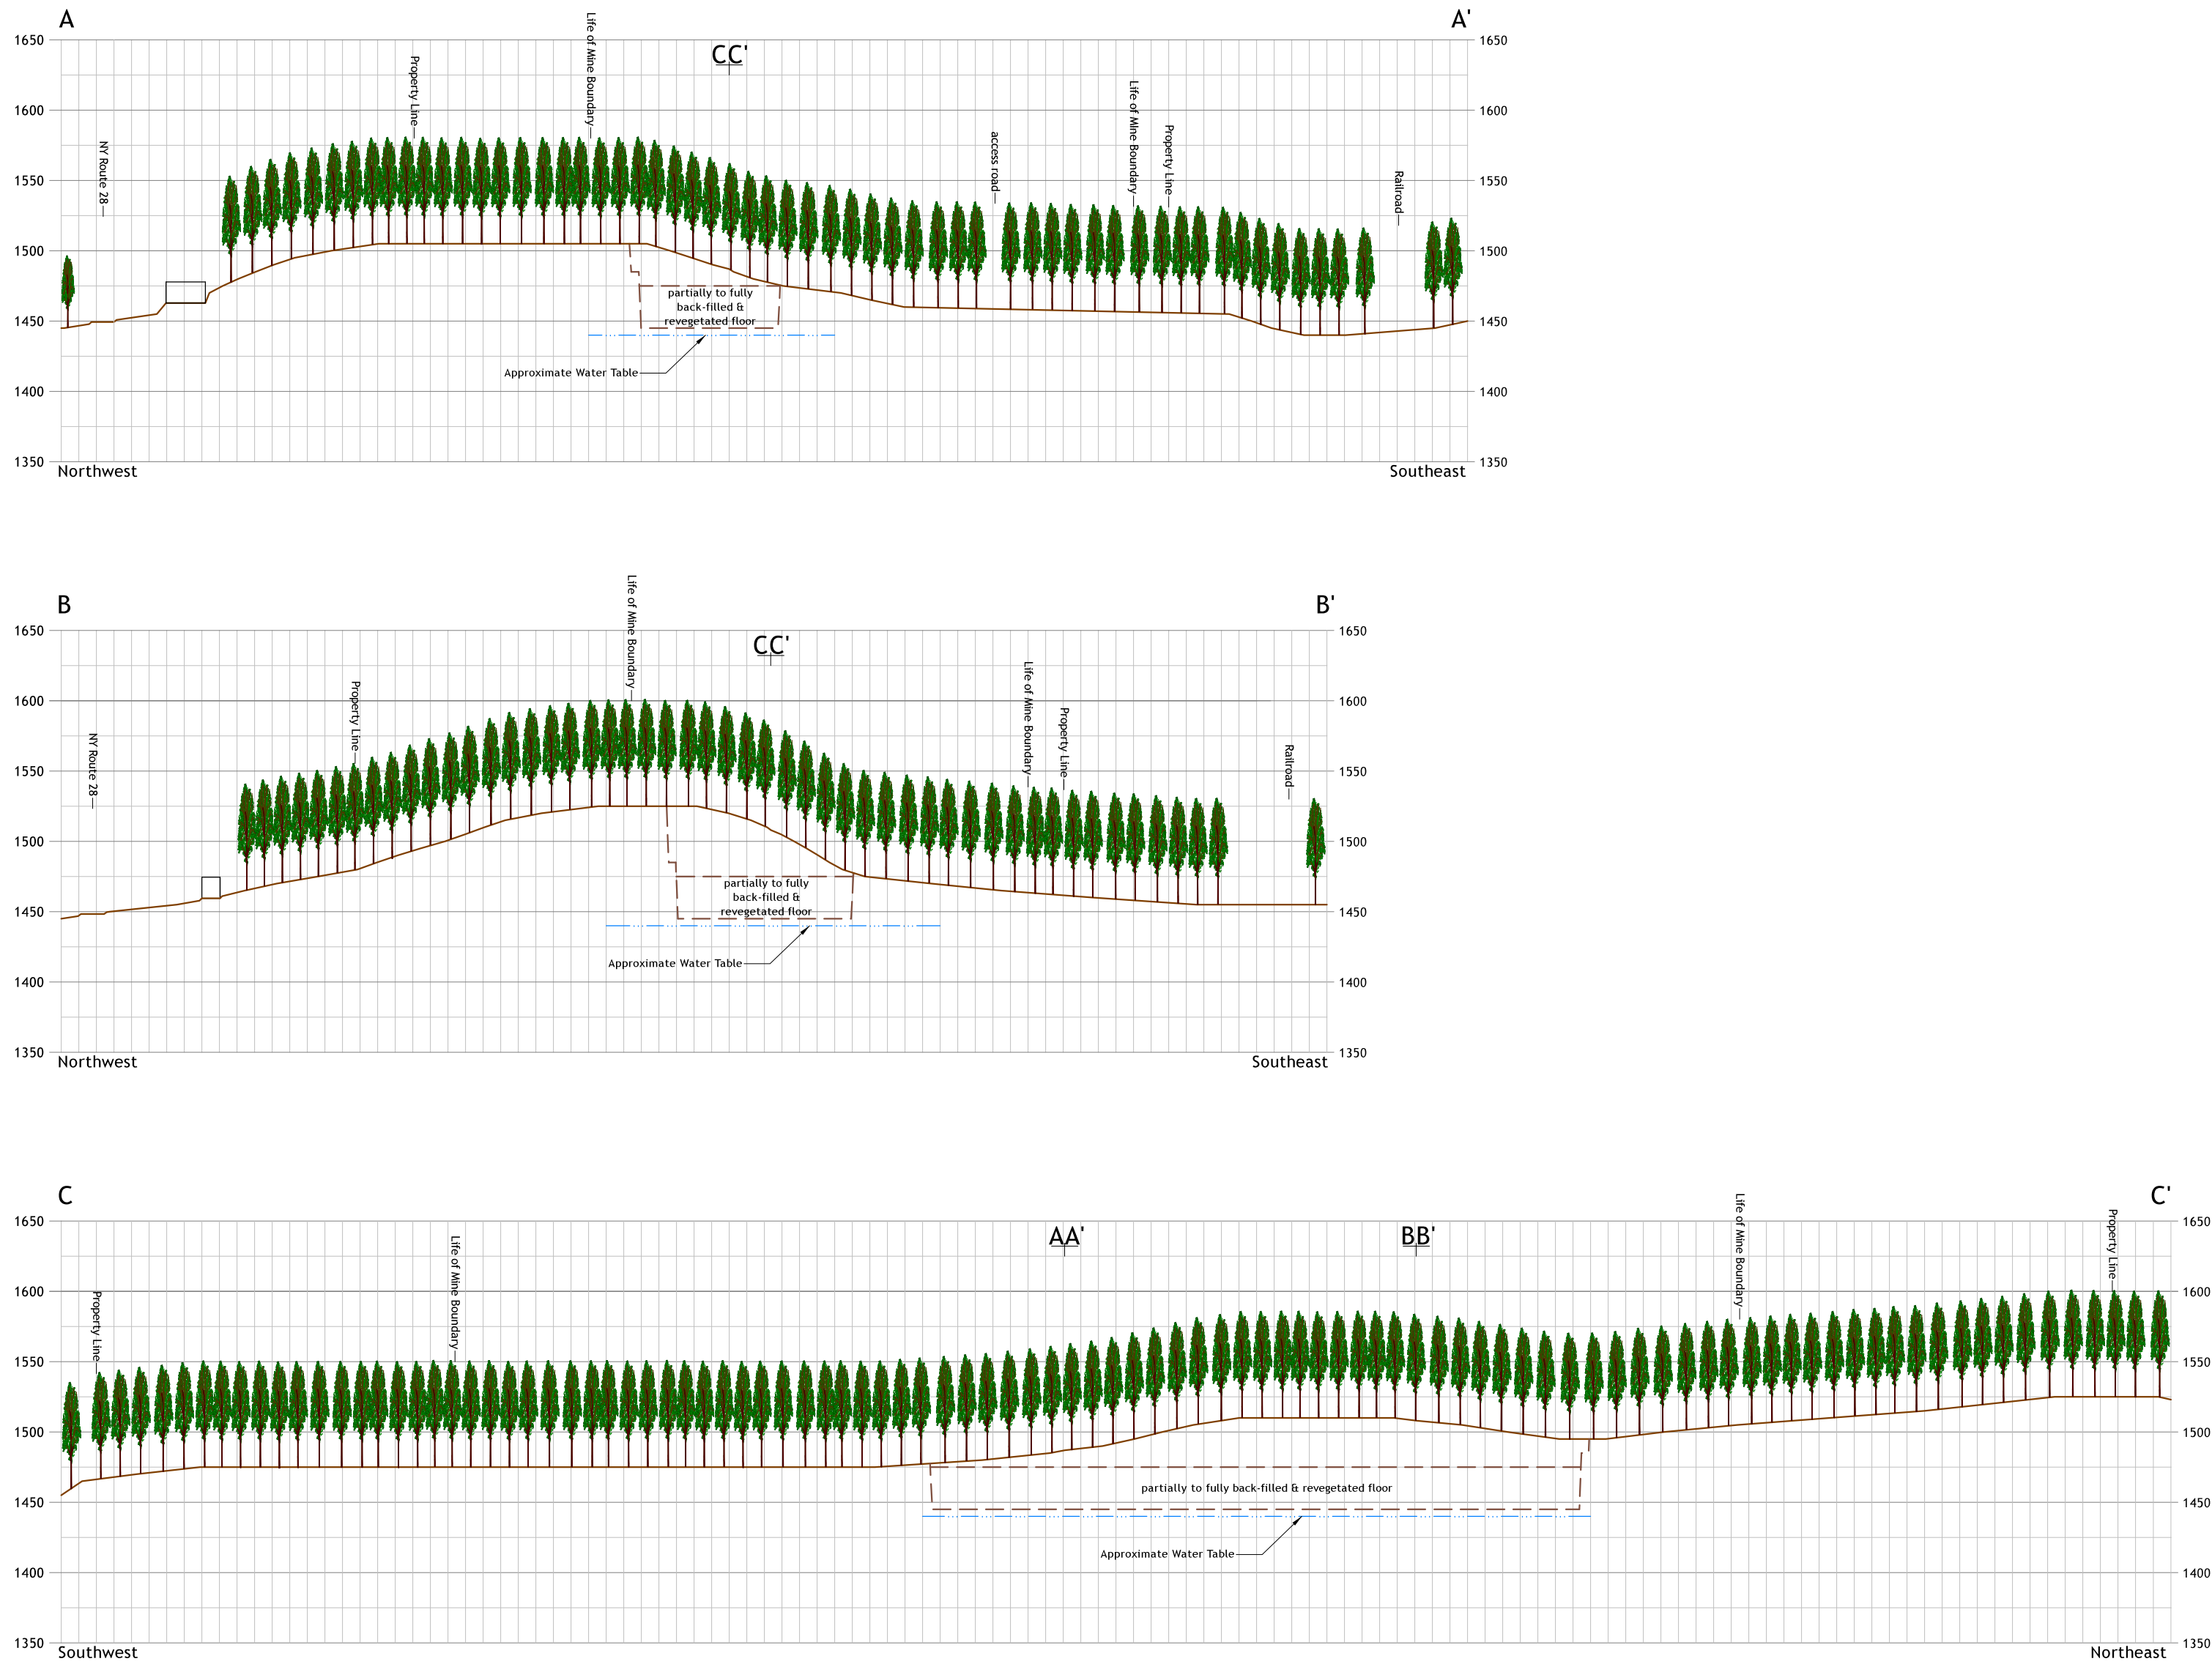 A
A'
1650
1650
CC'
Life of Mine Boundary
Property Line
1600
1600
Life of MIne Boundary
Property Line
access road
NY Route 28
Railroad
1550
1550
1500
1500
partially to fully
back-filled &
revegetated floor
1450
1450
Approximate Water Table
1400
1400
1350
1350
Northwest
Southeast
B
B'
Life of Mine Boundary
1650
1650
CC'
Life of Mine Boundary
Property Line
Property Line
1600
1600
NY Route 28
Railroad
1550
1550
1500
1500
partially to fully
back-filled &
revegetated floor
1450
1450
Approximate Water Table
1400
1400
1350
1350
Northwest
Southeast
C
C'
Life of Mine Boundary
Property Line
1650
1650
AA'
BB'
Life of Mine Boundary
Property Line
1600
1600
1550
1550
1500
1500
partially to fully back-filled & revegetated floor
1450
1450
Approximate Water Table
1400
1400
1350
1350
Southwest
Northeast